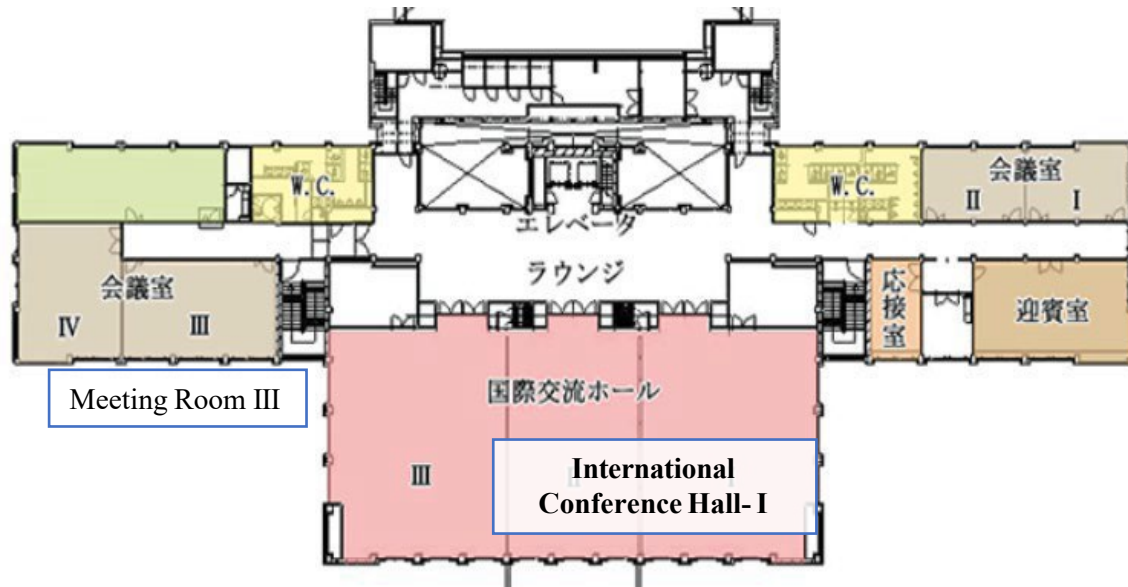 W.C.
エレベータ
ラウンジ
W.C.
会議室
II
I
会議室
IV
III
応接室
迎賓室
Meeting Room III
国際交流ホール
III
International
Conference Hall- I